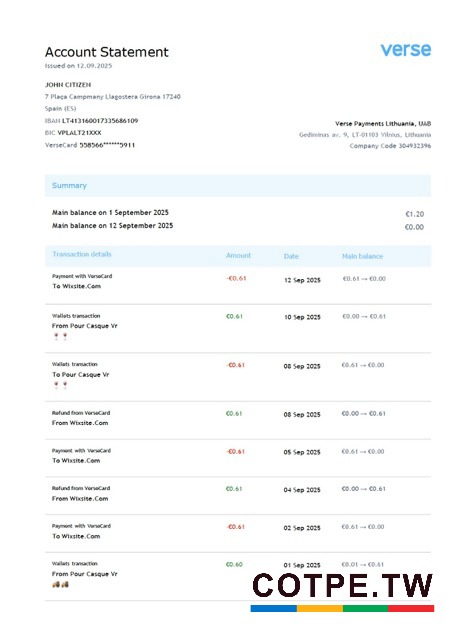 Account Statement
verse
Issued on 12.09.2025
JOHN CITIZEN
7 Plaça Campmany Llagostera Girona 17240
Spain (ES)
IBAN LT413160017335686109
BIC VPLALT21XXX
VerseCard 558566******5911
Verse Payments Lithuania, UAB
Gediminas av. 9, LT-01103 Vilnius, Lithuania
Company Code 304932396
Summary
Main balance on 1 September 2025 €1.20
Main balance on 12 September 2025 €0.00
Transaction details Amount Date Main balance
Payment with VerseCard
To Wixsite.Com -€0.61 12 Sep 2025 €0.61 → €0.00
Wallets transaction
From Pour Casque Vr €0.61 10 Sep 2025 €0.00 → €0.61
Wallets transaction
To Pour Casque Vr -€0.61 08 Sep 2025 €0.61 → €0.00
Refund from VerseCard
From Wixsite.Com €0.61 08 Sep 2025 €0.00 → €0.61
Payment with VerseCard
To Wixsite.Com -€0.61 05 Sep 2025 €0.61 → €0.00
Refund from VerseCard
From Wixsite.Com €0.61 04 Sep 2025 €0.00 → €0.61
Payment with VerseCard
To Wixsite.Com -€0.61 02 Sep 2025 €0.61 → €0.00
Wallets transaction
From Pour Casque Vr €0.60 01 Sep 2025 €0.01 → €0.61
COTPE.TW